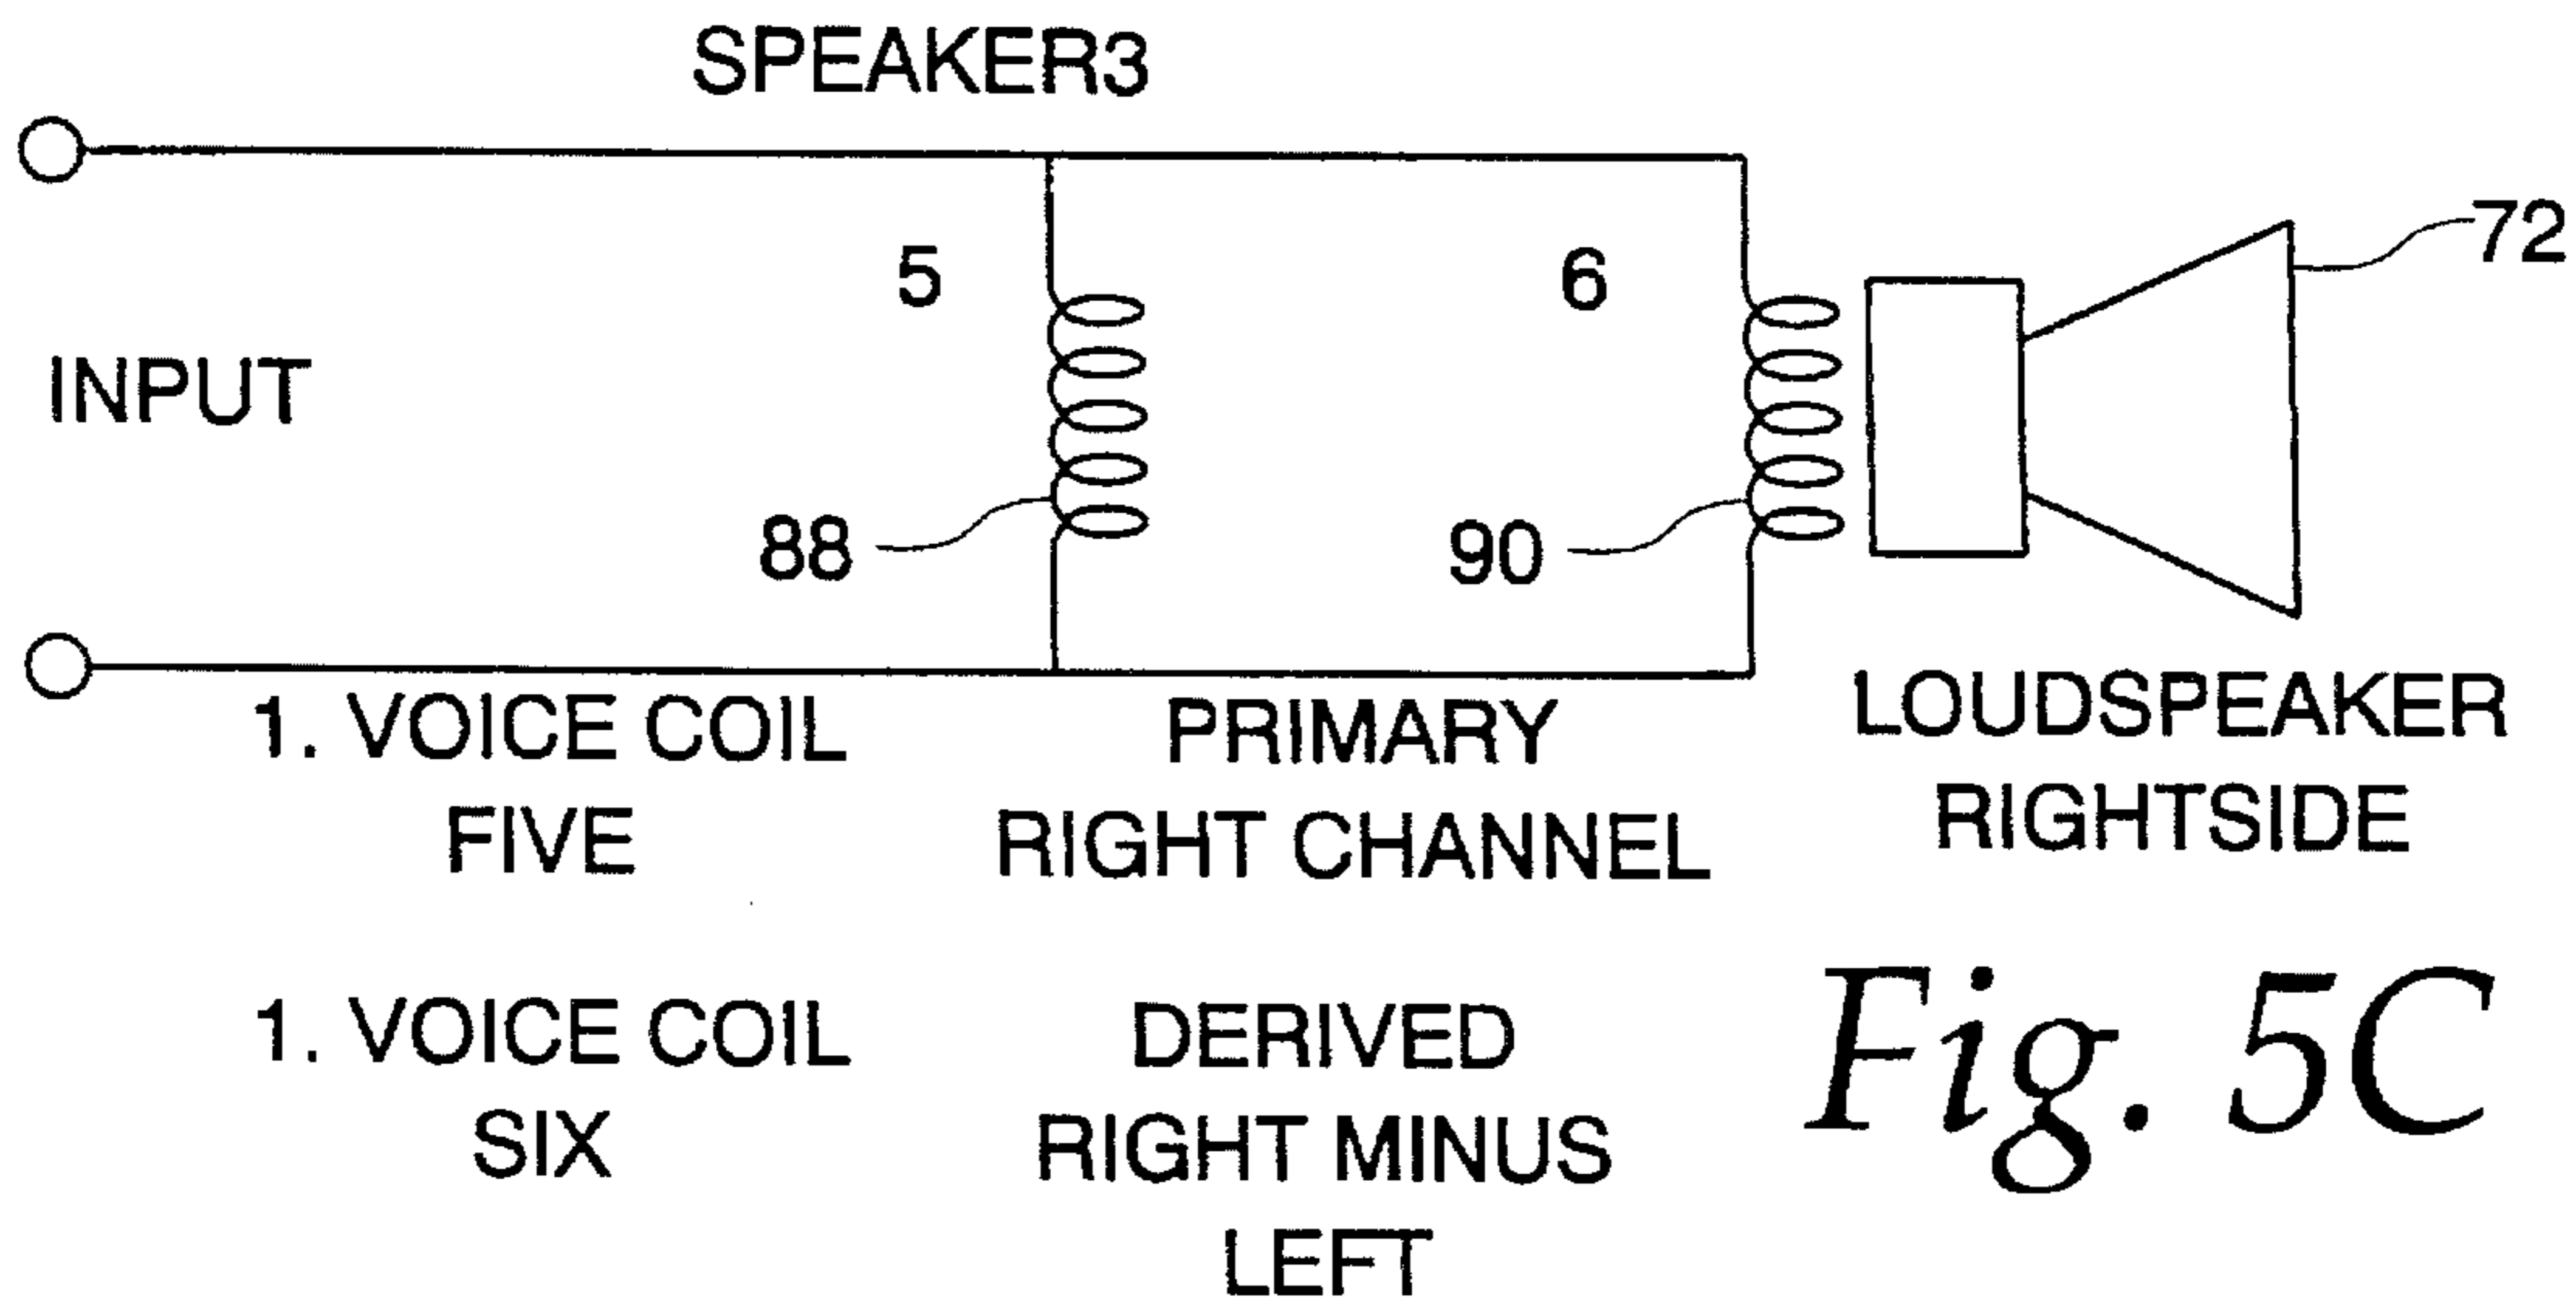 SPEAKER3
72
5
6
INPUT
88
90
1. VOICE COIL
FIVE
PRIMARY
RIGHT CHANNEL
LOUDSPEAKER
RIGHTSIDE
1. VOICE COIL
SIX
DERIVED
RIGHT MINUS
LEFT
Fig. 5C